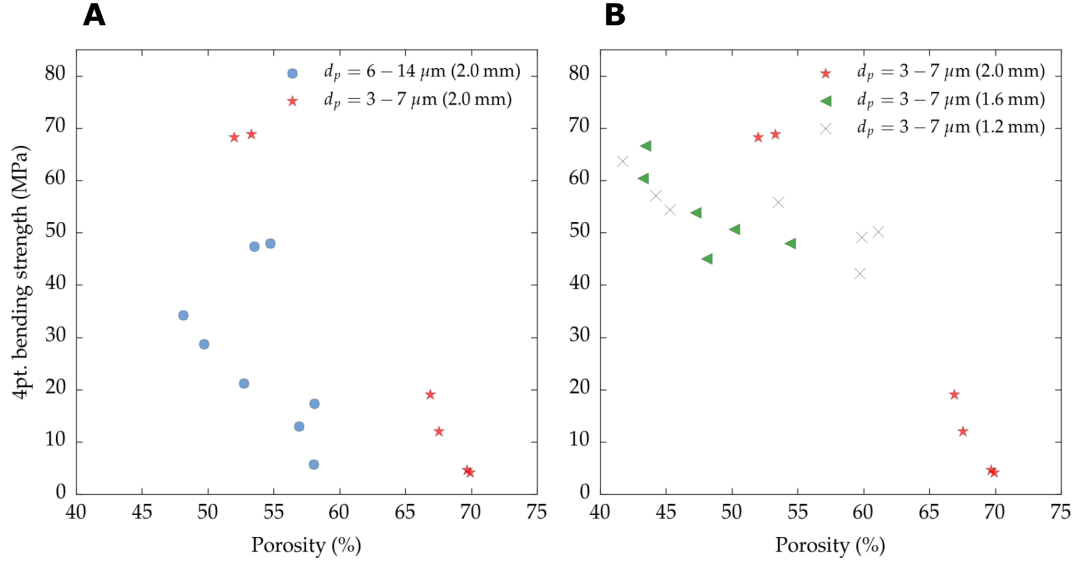 A
B
80
70
60
50
40
30
20
10
0
40 45 50 55 60 65 70 75
4pt. bending strength (MPa)
Porosity (%)
d_p = 6 – 14 μm (2.0 mm)
d_p = 3 – 7 μm (2.0 mm)
80
70
60
50
40
30
20
10
0
40 45 50 55 60 65 70 75
Porosity (%)
d_p = 3 – 7 μm (2.0 mm)
d_p = 3 – 7 μm (1.6 mm)
d_p = 3 – 7 μm (1.2 mm)